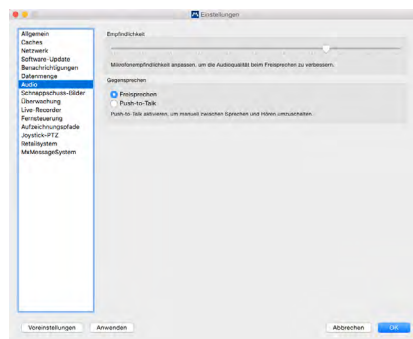 Einstellungen
Allgemein
Caches
Netzwerk
Software-Update
Benachrichtigungen
Datenmenge
Audio
Schnappschuss-Bilder
Überwachung
Live-Recorder
Fernsteuerung
Aufzeichnungspfade
Joystick-PTZ
Retailsystem
MxMessageSystem
Empfindlichkeit
Mikrofonempfindlichkeit anpassen, um die Audioqualität beim Freisprechen zu verbessern.
Gegensprechen
Freisprechen
Push-to-Talk
Push-to-Talk aktivieren, um manuell zwischen Sprechen und Hören umzuschalten.
Voreinstellungen
Anwenden
Abbrechen
OK